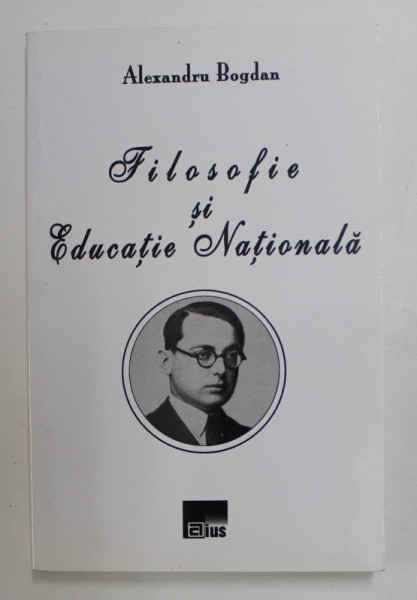 Alexandru Bogdan
Filosofie
și
Educație Națională
aius